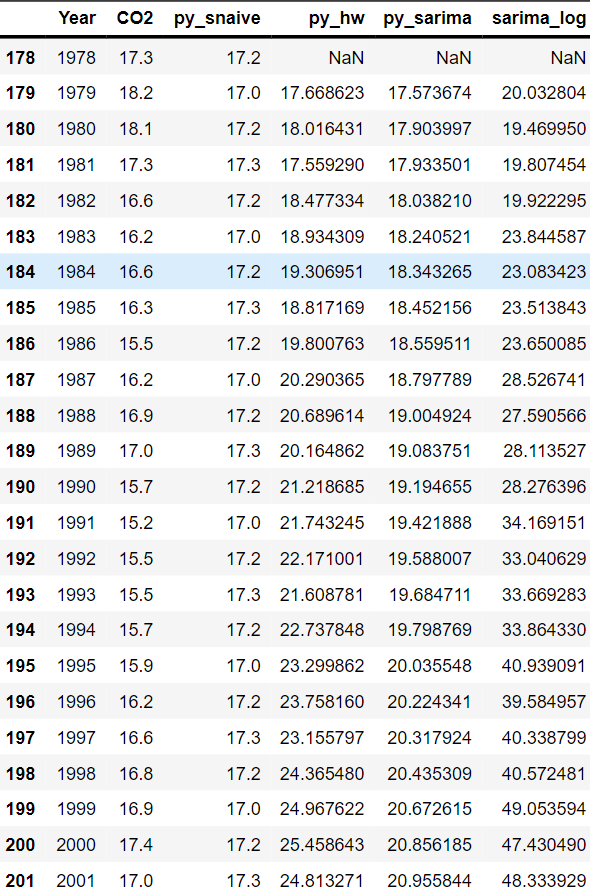 Year CO2 py_snaive py_hw py_sarima sarima_log
178 1978 17.3 17.2 NaN NaN NaN
179 1979 18.2 17.0 17.668623 17.573674 20.032804
180 1980 18.1 17.2 18.016431 17.903997 19.469950
181 1981 17.3 17.3 17.559290 17.933501 19.807454
182 1982 16.6 17.2 18.477334 18.038210 19.922295
183 1983 16.2 17.0 18.934309 18.240521 23.844587
184 1984 16.6 17.2 19.306951 18.343265 23.083423
185 1985 16.3 17.3 18.817169 18.452156 23.513843
186 1986 15.5 17.2 19.800763 18.559511 23.650085
187 1987 16.2 17.0 20.290365 18.797789 28.526741
188 1988 16.9 17.2 20.689614 19.004924 27.590566
189 1989 17.0 17.3 20.164862 19.083751 28.113527
190 1990 15.7 17.2 21.218685 19.194655 28.276396
191 1991 15.2 17.0 21.743245 19.421888 34.169151
192 1992 15.5 17.2 22.171001 19.588007 33.040629
193 1993 15.5 17.3 21.608781 19.684711 33.669283
194 1994 15.7 17.2 22.737848 19.798769 33.864330
195 1995 15.9 17.0 23.299862 20.035548 40.939091
196 1996 16.2 17.2 23.758160 20.224341 39.584957
197 1997 16.6 17.3 23.155797 20.317924 40.338799
198 1998 16.8 17.2 24.365480 20.435309 40.572481
199 1999 16.9 17.0 24.967622 20.672615 49.053594
200 2000 17.4 17.2 25.458643 20.856185 47.430490
201 2001 17.0 17.3 24.813271 20.955844 48.333929